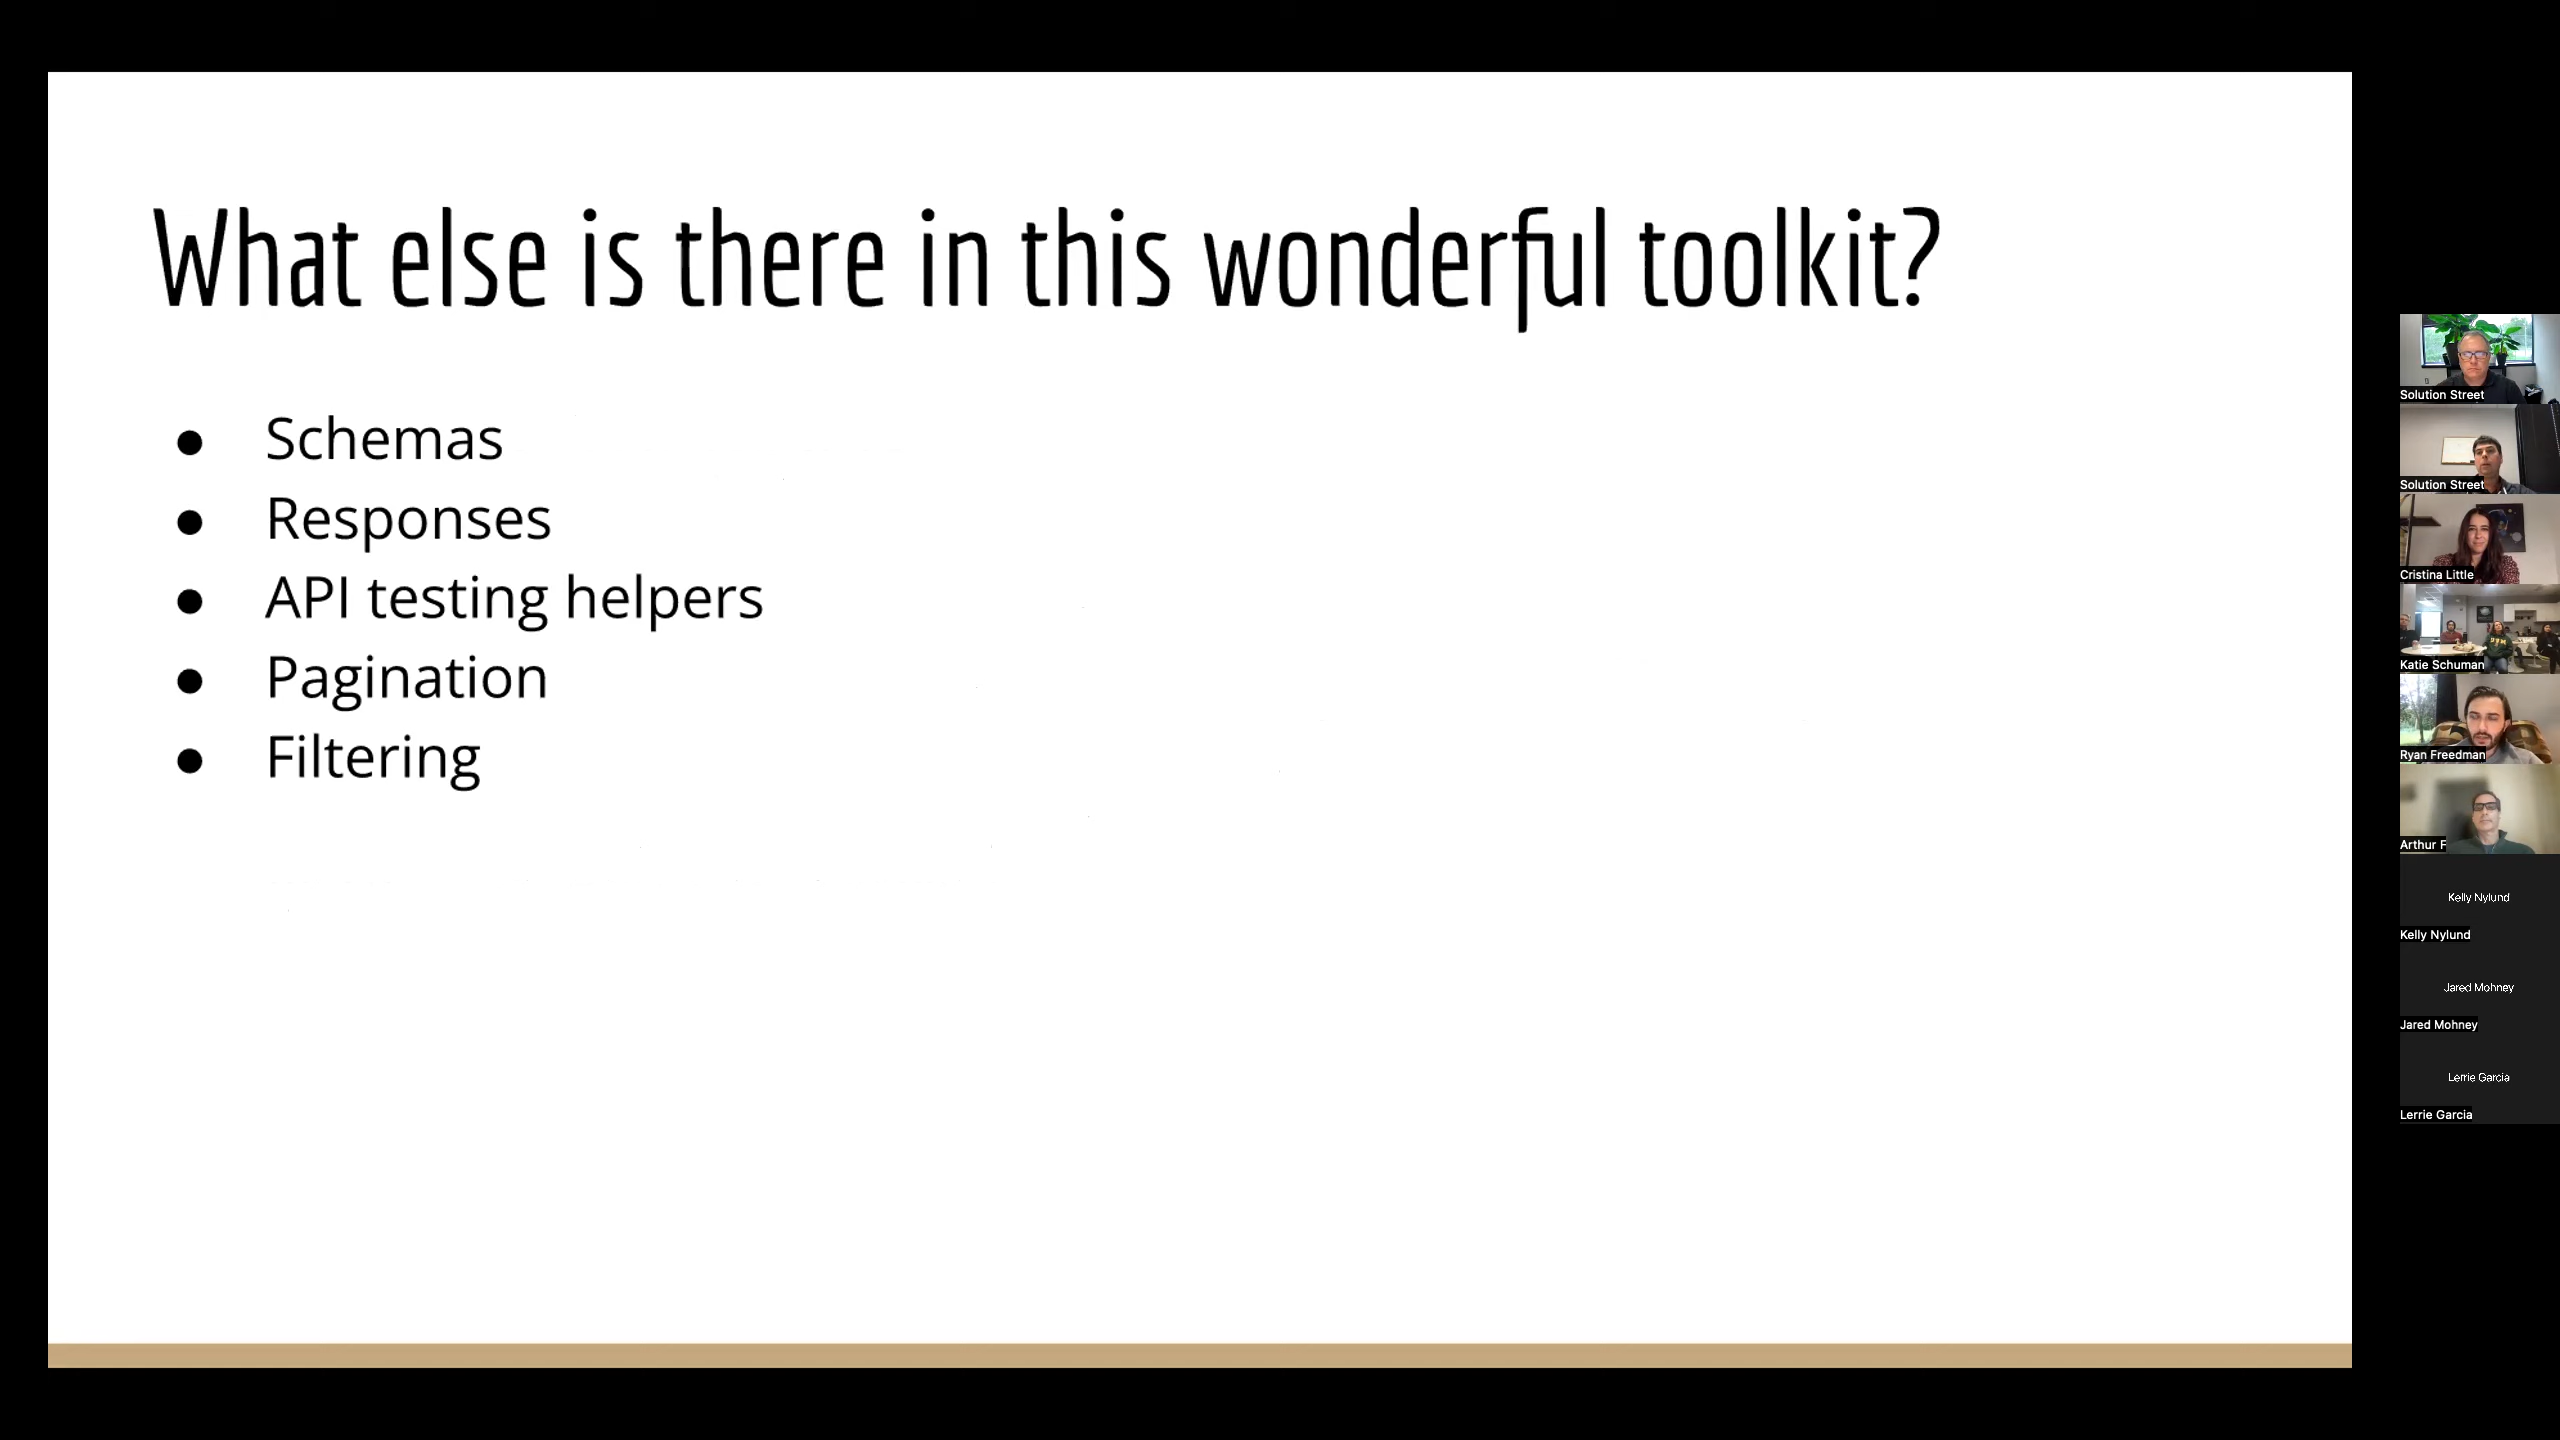 What else is there in this wonderful toolkit?
● Schemas
● Responses
● API testing helpers
● Pagination
● Filtering
Solution Street
Solution Street
Cristina Little
Katie Schuman
Ryan Freedman
Arthur F
Kelly Nylund
Kelly Nylund
Jared Mohney
Jared Mohney
Lerrie Garcia
Lerrie Garcia